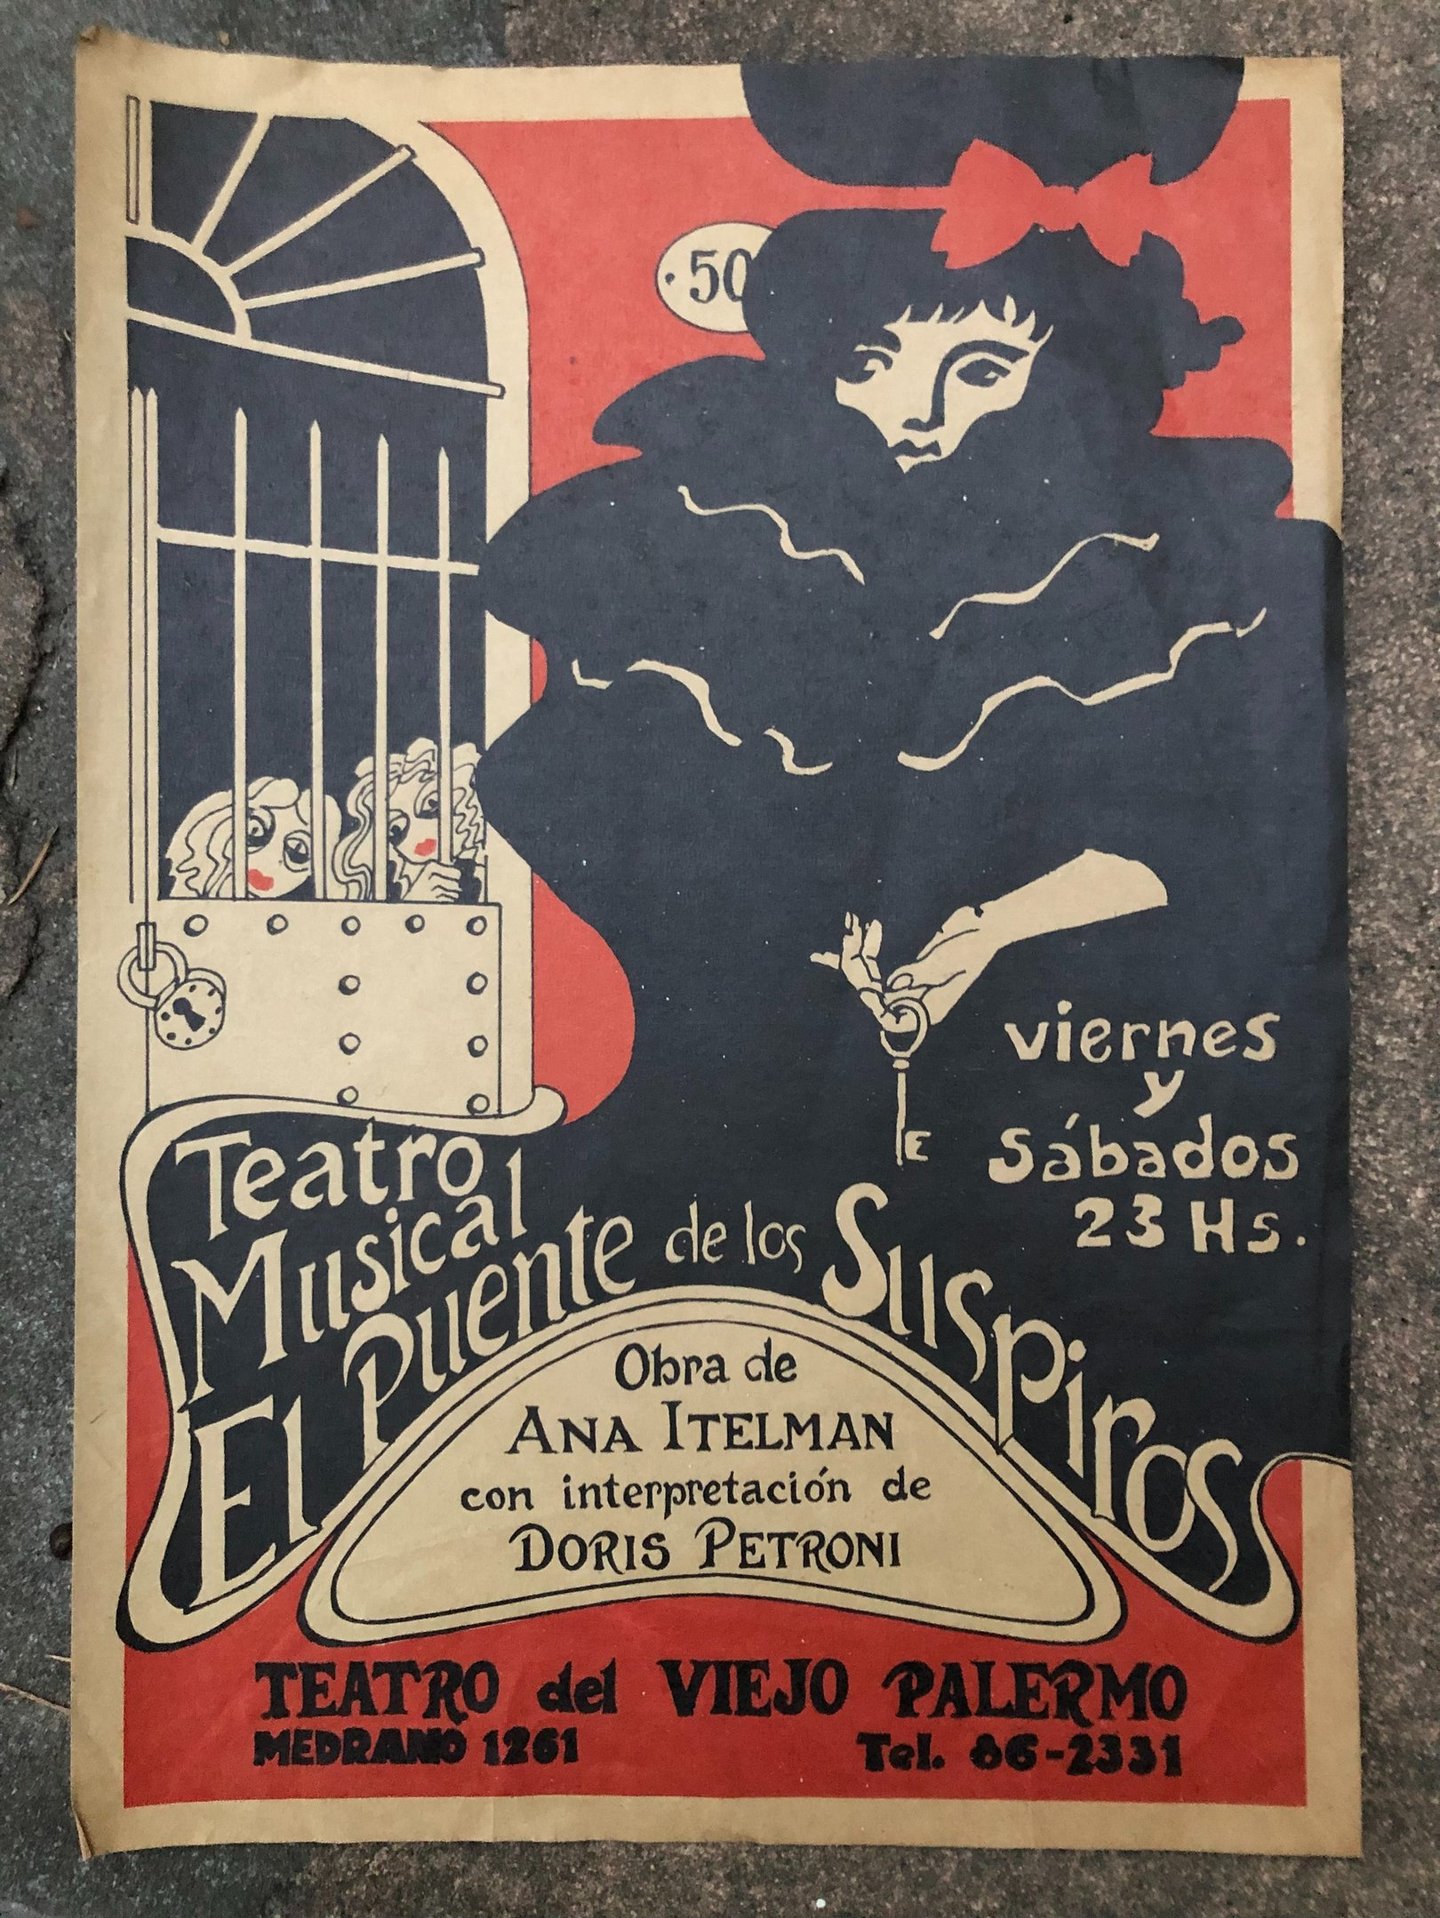 · 50
viernes
y
sábados
23 Hs.
Teatro
Musical
El Puente de los Suspiros
Obra de
ANA ITELMAN
con interpretación de
DORIS PETRONI
TEATRO del VIEJO PALERMO
MEDRANO 1261 Tel. 86-2331